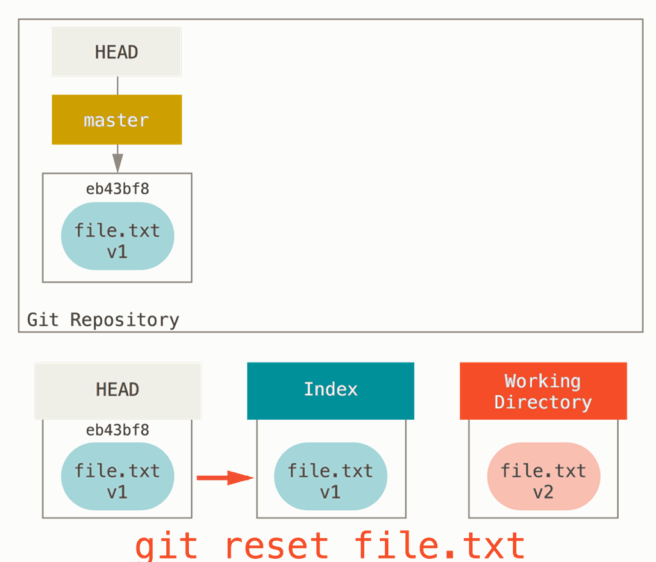 HEAD
master
eb43bf8
file.txt
v1
Git Repository
HEAD
Index
Working
Directory
eb43bf8
file.txt
v1
file.txt
v1
file.txt
v2
git reset file.txt